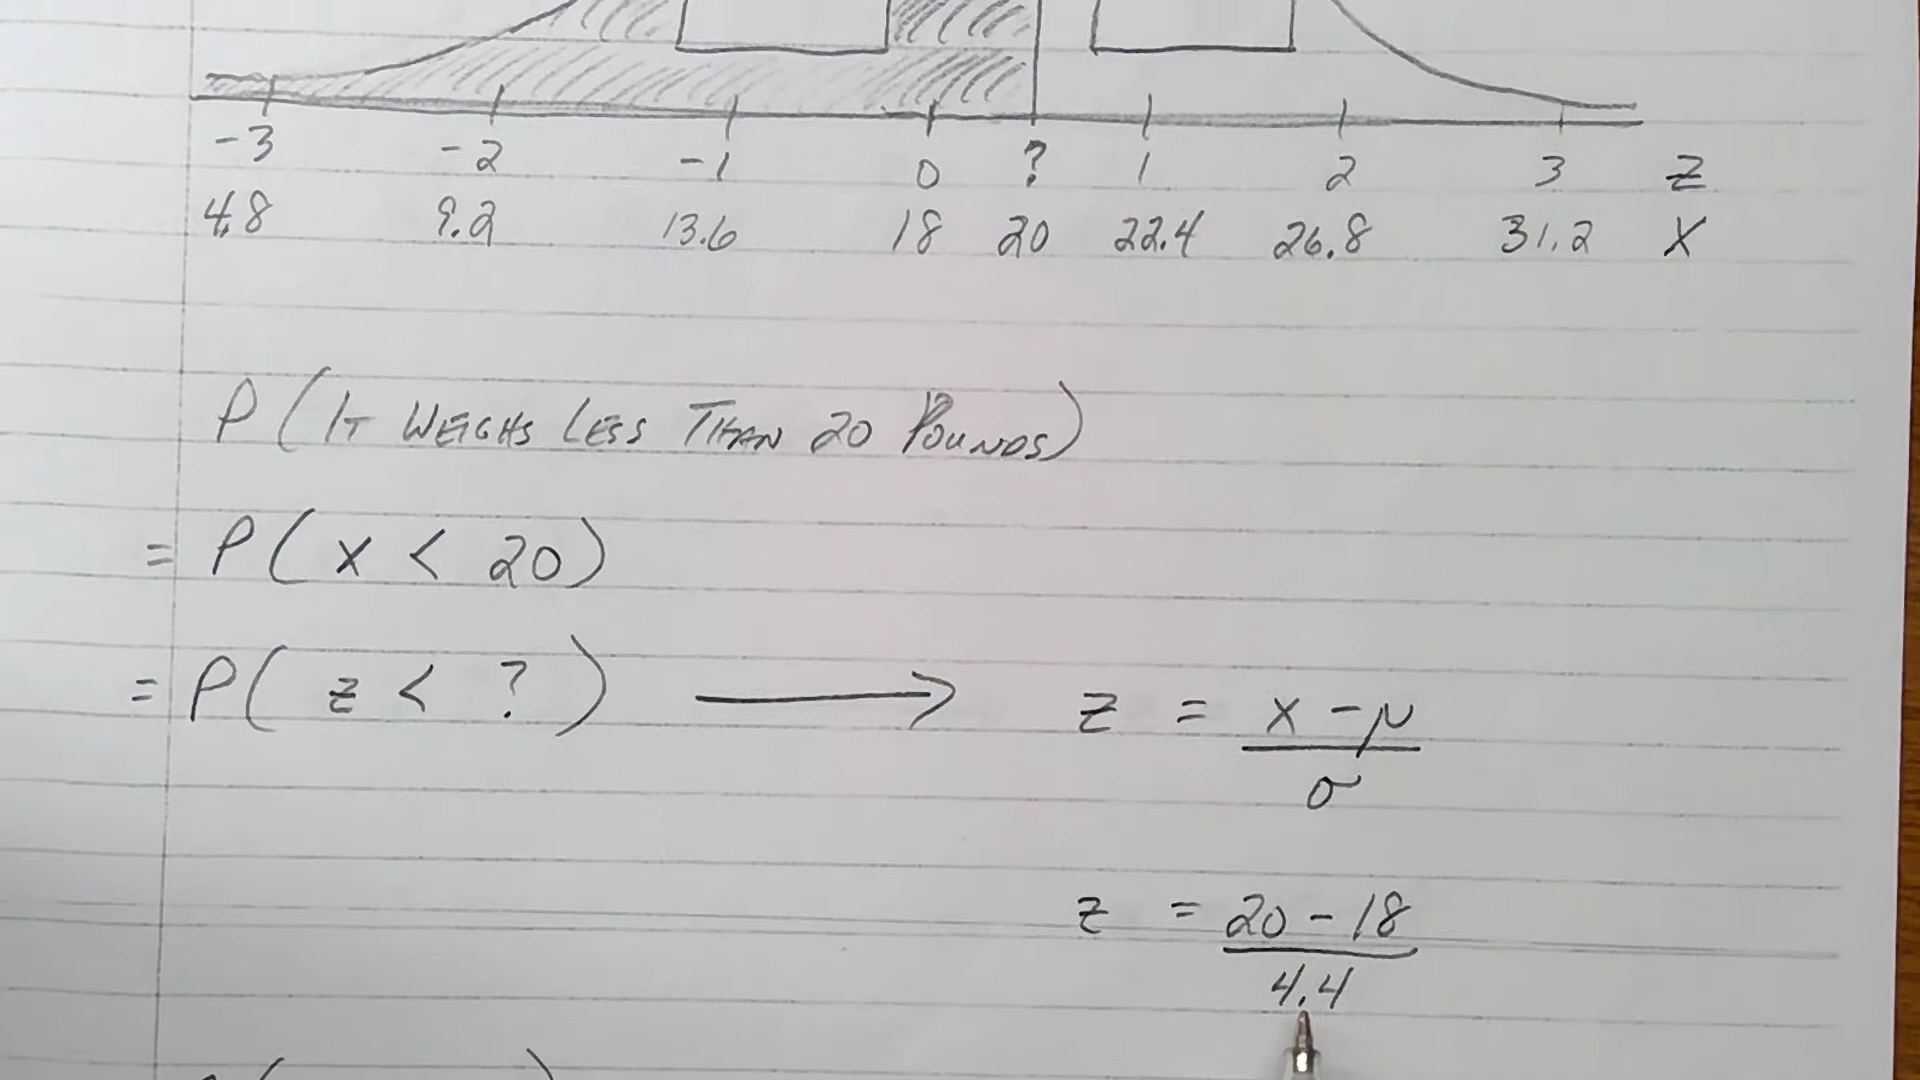 -3 -2 -1 0 ? 1 2 3 Z
4.8 9.2 13.6 18 20 22.4 26.8 31.2 X
P (IT WEIGHS LESS THAN 20 POUNDS)
= P( x < 20)
= P( z < ? ) → z = x - μ
σ
z = 20 - 18
4.4